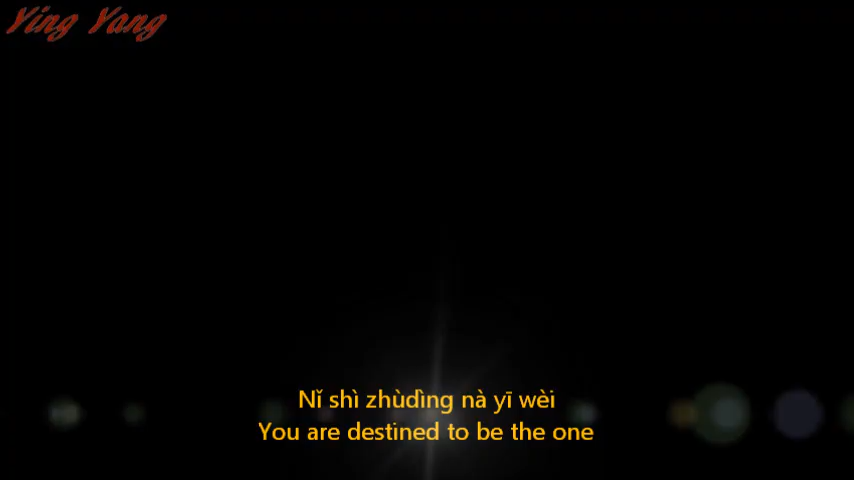 Ying Yang
Nǐ shì zhùdìng nà yī wèi
You are destined to be the one